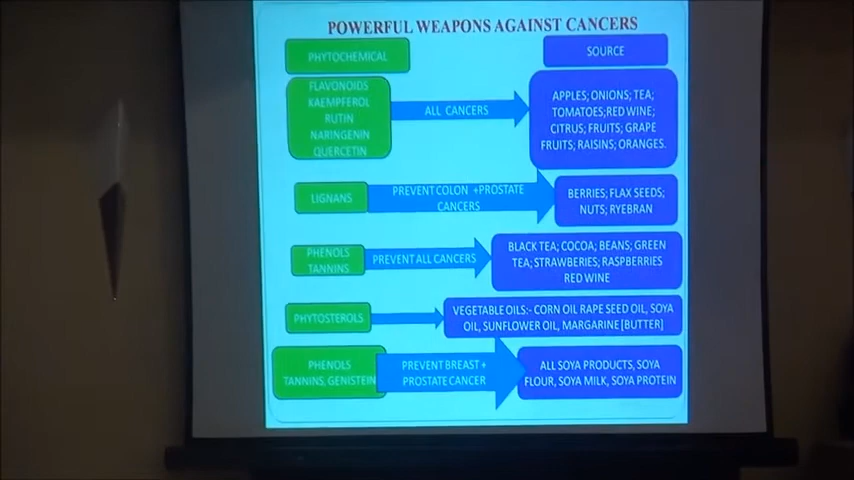 POWERFUL WEAPONS AGAINST CANCERS
PHYTOCHEMICAL
SOURCE
FLAVONOIDS
KAEMPFEROL
RUTIN
NARINGENIN
QUERCETIN
ALL CANCERS
APPLES; ONIONS; TEA;
TOMATOES;RED WINE;
CITRUS; FRUITS; GRAPE
FRUITS; RAISINS; ORANGES.
LIGNANS
PREVENT COLON +PROSTATE
CANCERS
BERRIES; FLAX SEEDS;
NUTS; RYEBRAN
PHENOLS
TANNINS
PREVENT ALL CANCERS
BLACK TEA; COCOA; BEANS; GREEN
TEA; STRAWBERIES; RASPBERRIES
RED WINE
PHYTOSTEROLS
VEGETABLE OILS:- CORN OIL RAPE SEED OIL, SOYA
OIL, SUNFLOWER OIL, MARGARINE [BUTTER]
PHENOLS
TANNINS, GENISTEIN
PREVENT BREAST +
PROSTATE CANCER
ALL SOYA PRODUCTS, SOYA
FLOUR, SOYA MILK, SOYA PROTEIN